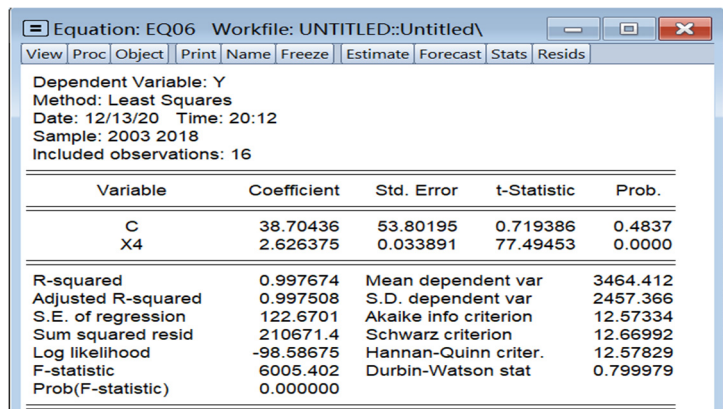 Equation: EQ06 Workfile: UNTITLED::Untitled\
View Proc Object Print Name Freeze Estimate Forecast Stats Resids
Dependent Variable: Y
Method: Least Squares
Date: 12/13/20 Time: 20:12
Sample: 2003 2018
Included observations: 16
Variable Coefficient Std. Error t-Statistic Prob.
C 38.70436 53.80195 0.719386 0.4837
X4 2.626375 0.033891 77.49453 0.0000
R-squared 0.997674 Mean dependent var 3464.412
Adjusted R-squared 0.997508 S.D. dependent var 2457.366
S.E. of regression 122.6701 Akaike info criterion 12.57334
Sum squared resid 210671.4 Schwarz criterion 12.66992
Log likelihood -98.58675 Hannan-Quinn criter. 12.57829
F-statistic 6005.402 Durbin-Watson stat 0.799979
Prob(F-statistic) 0.000000